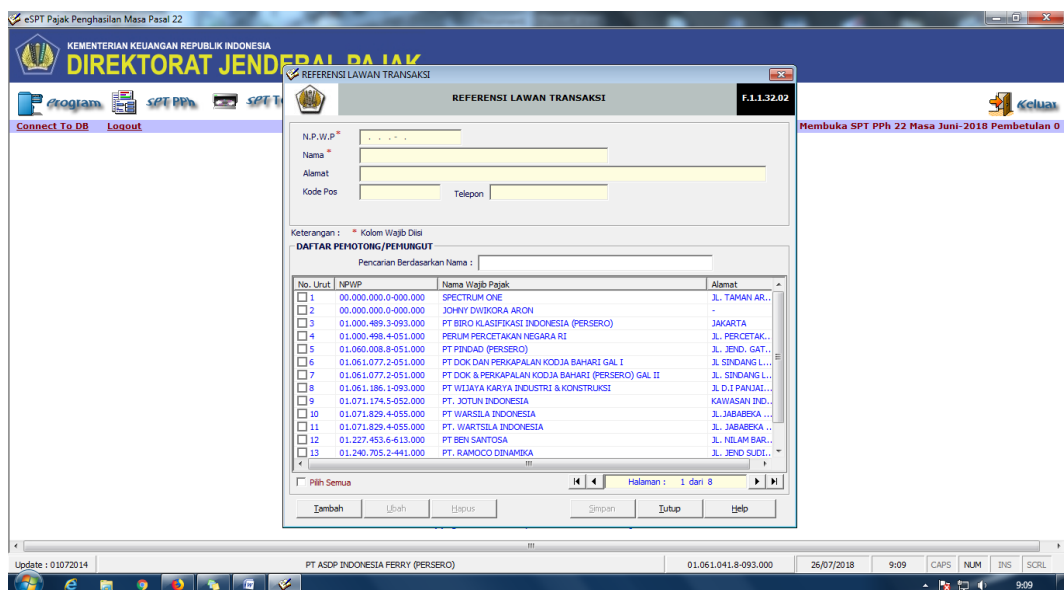 eSPT Pajak Penghasilan Masa Pasal 22
KEMENTERIAN KEUANGAN REPUBLIK INDONESIA
DIREKTORAT JENDERAL PAJAK
Program SPT PPh SPT T Keluar
Connect To DB Logout Membuka SPT PPh 22 Masa Juni-2018 Pembetulan 0
REFERENSI LAWAN TRANSAKSI
REFERENSI LAWAN TRANSAKSI F.1.1.32.02
N.P.W.P * . . . - .
Nama *
Alamat
Kode Pos Telepon
Keterangan : * Kolom Wajib Diisi
DAFTAR PEMOTONG/PEMUNGUT
Pencarian Berdasarkan Nama :
No. Urut NPWP Nama Wajib Pajak Alamat
1 00.000.000.0-000.000 SPECTRUM ONE JL. TAMAN AR...
2 00.000.000.0-000.000 JOHNY DWIKORA ARON -
3 01.000.489.3-093.000 PT BIRO KLASIFIKASI INDONESIA (PERSERO) JAKARTA
4 01.000.498.4-051.000 PERUM PERCETAKAN NEGARA RI JL. PERCETAK...
5 01.060.008.8-051.000 PT PINDAD (PERSERO) JL. JEND. GAT...
6 01.061.077.2-051.000 PT DOK DAN PERKAPALAN KODJA BAHARI GAL I JL SINDANG L...
7 01.061.077.2-051.000 PT DOK & PERKAPALAN KODJA BAHARI (PERSERO) GAL II JL. SINDANG L...
8 01.061.186.1-093.000 PT WIJAYA KARYA INDUSTRI & KONSTRUKSI JL D.I PANJAI...
9 01.071.174.5-052.000 PT. JOTUN INDONESIA KAWASAN IND...
10 01.071.829.4-055.000 PT WARSILA INDONESIA JL.JABABEKA ...
11 01.071.829.4-055.000 PT. WARTSILA INDONESIA JL. JABABEKA ...
12 01.227.453.6-613.000 PT BEN SANTOSA JL. NILAM BAR...
13 01.240.705.2-441.000 PT. RAMOCO DINAMIKA JL. JEND SUDI...
Pilih Semua Halaman : 1 dari 8
Tambah Ubah Hapus Simpan Tutup Help
Update : 01072014 PT ASDP INDONESIA FERRY (PERSERO) 01.061.041.8-093.000 26/07/2018 9:09 CAPS NUM INS SCRL
9:09